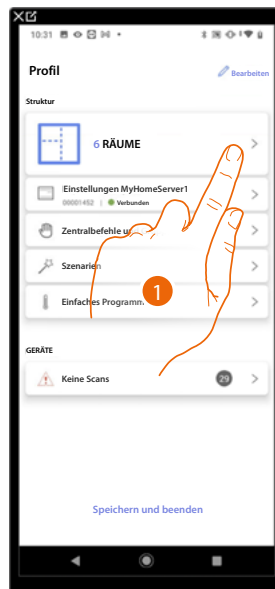 10:31
Profil
Bearbeiten
Struktur
6 RÄUME
Einstellungen MyHomeServer1
00001452 | Verbunden
Zentralbefehle u
Szenarien
1
Einfaches Programm
GERÄTE
Keine Scans 29
Speichern und beenden